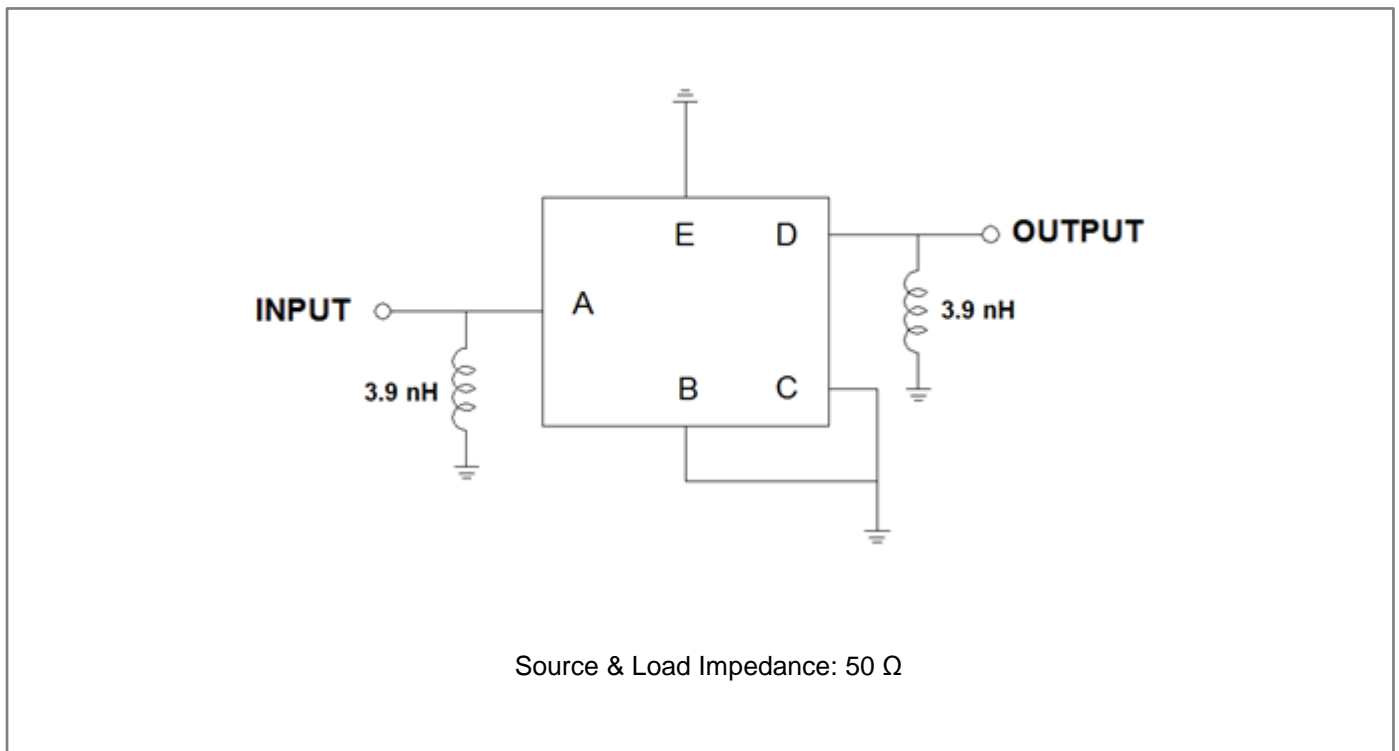 E D
OUTPUT
INPUT
A
3.9 nH
3.9 nH
B C
Source & Load Impedance: 50 Ω